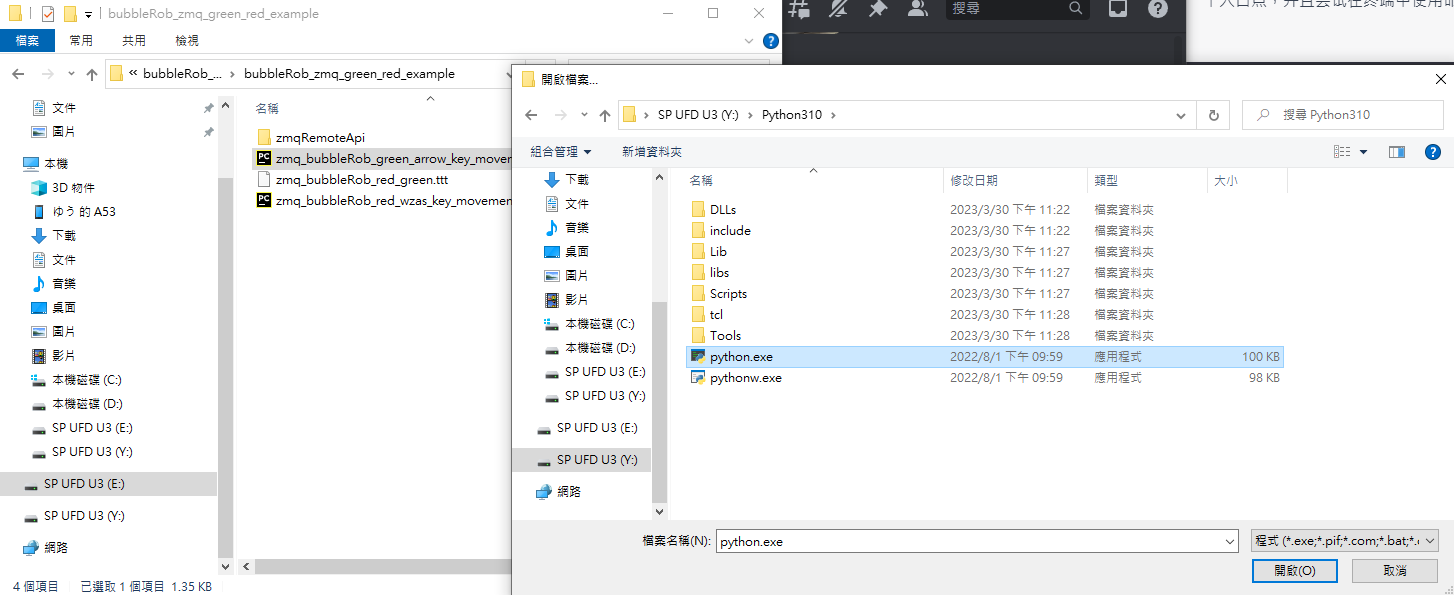 bubbleRob_zmq_green_red_example
檔案 常用 共用 檢視
« bubbleRob_... › bubbleRob_zmq_green_red_example
文件
圖片
本機
3D 物件
ゆう 的 A53
下載
文件
音樂
桌面
圖片
影片
本機磁碟 (C:)
本機磁碟 (D:)
SP UFD U3 (E:)
SP UFD U3 (Y:)
SP UFD U3 (E:)
SP UFD U3 (Y:)
網路
名稱
zmqRemoteApi
zmq_bubbleRob_green_arrow_key_mover
zmq_bubbleRob_red_green.ttt
zmq_bubbleRob_red_wzas_key_movemen
4 個項目 已選取 1 個項目 1.35 KB
搜尋
開啟檔案...
SP UFD U3 (Y:) › Python310 ›
搜尋 Python310
組合管理 新增資料夾
下載
文件
音樂
桌面
圖片
影片
本機磁碟 (C:)
本機磁碟 (D:)
SP UFD U3 (E:)
SP UFD U3 (Y:)
SP UFD U3 (E:)
SP UFD U3 (Y:)
網路
名稱 修改日期 類型 大小
DLLs 2023/3/30 下午 11:22 檔案資料夾
include 2023/3/30 下午 11:22 檔案資料夾
Lib 2023/3/30 下午 11:27 檔案資料夾
libs 2023/3/30 下午 11:27 檔案資料夾
Scripts 2023/3/30 下午 11:27 檔案資料夾
tcl 2023/3/30 下午 11:28 檔案資料夾
Tools 2023/3/30 下午 11:28 檔案資料夾
python.exe 2022/8/1 下午 09:59 應用程式 100 KB
pythonw.exe 2022/8/1 下午 09:59 應用程式 98 KB
檔案名稱(N): python.exe 程式 (*.exe;*.pif;*.com;*.bat;*.
開啟(O) 取消